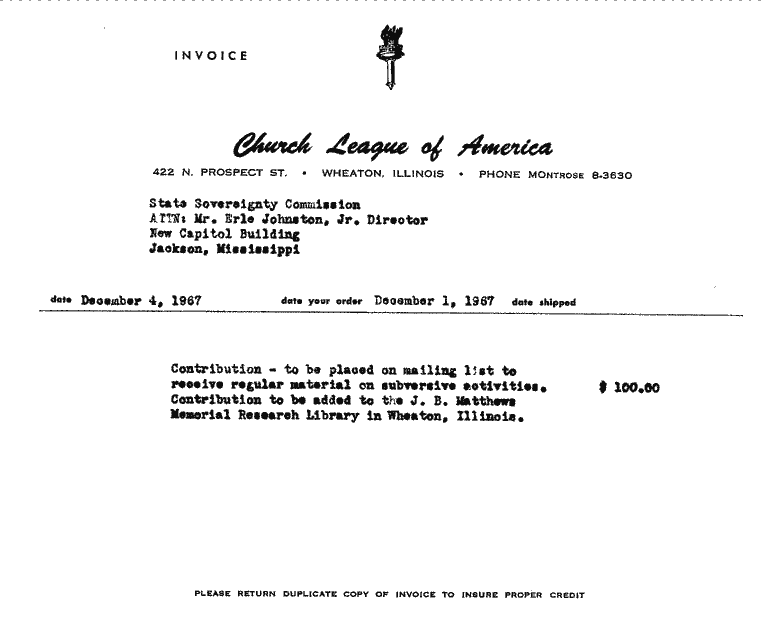 INVOICE
Church League of America
422 N. PROSPECT ST. • WHEATON, ILLINOIS • PHONE MONTROSE 8-3630
State Sovereignty Commission
ATTN: Mr. Erle Johnston, Jr. Director
New Capitol Building
Jackson, Mississippi
date December 4, 1967 date your order December 1, 1967 date shipped
Contribution - to be placed on mailing list to
receive regular material on subversive activities. $ 100.00
Contribution to be added to the J. B. Matthews
Memorial Research Library in Wheaton, Illinois.
PLEASE RETURN DUPLICATE COPY OF INVOICE TO INSURE PROPER CREDIT